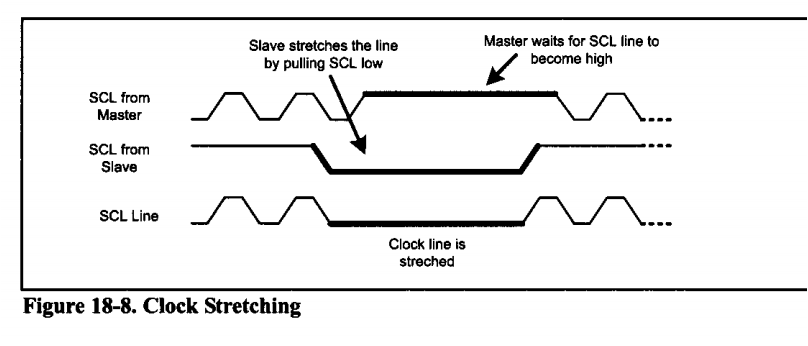 Slave stretches the line
by pulling SCL low
Master waits for SCL line to
become high
SCL from
Master
SCL from
Slave
SCL Line
Clock line is
streched
Figure 18-8. Clock Stretching